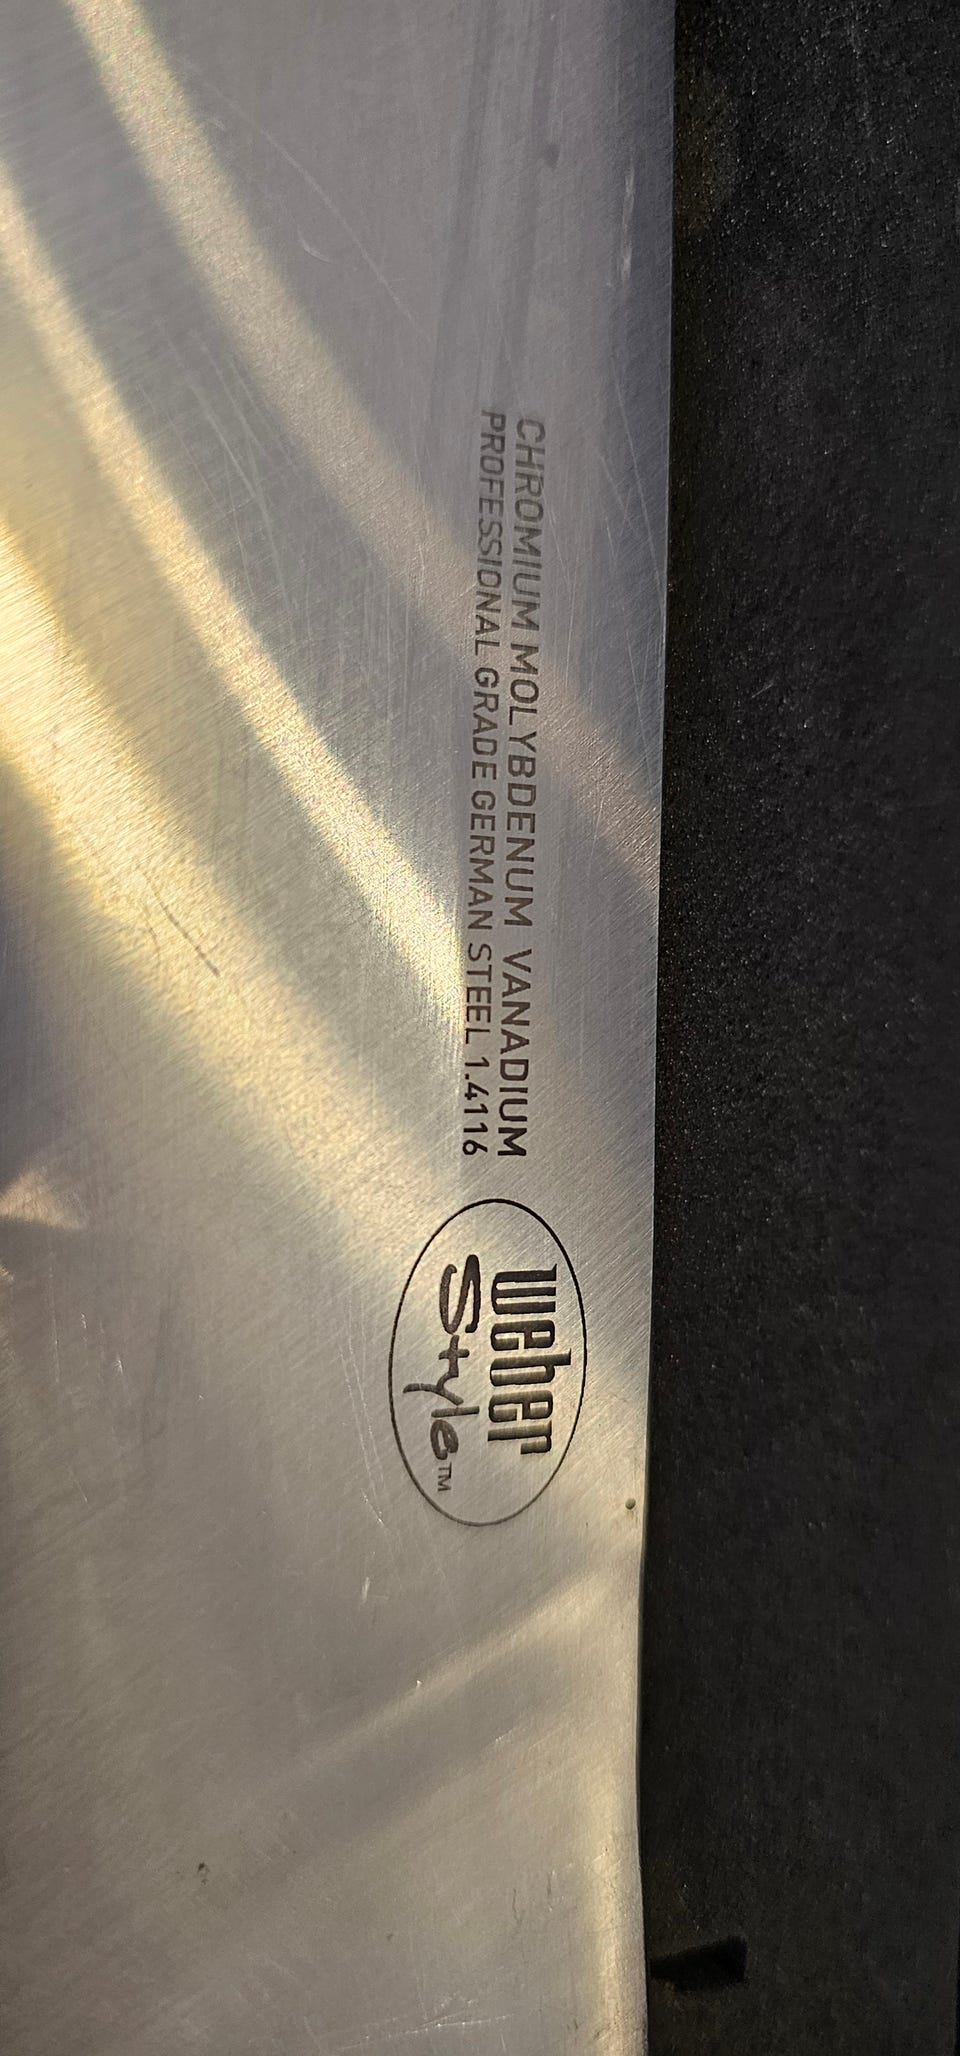 CHROMIUM MOLYBDENUM VANADIUM
PROFESSIONAL GRADE GERMAN STEEL 1.4116
weber
Style™